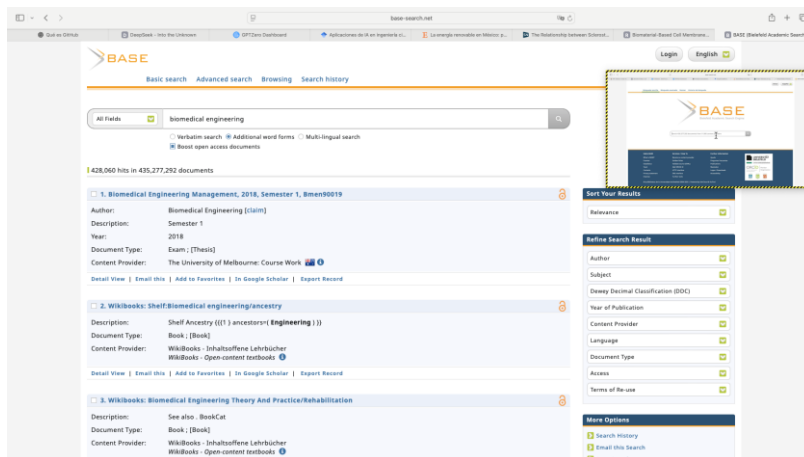 base-search.net
Qué es GitHub
DeepSeek - Into the Unknown
GPTZero Dashboard
Aplicaciones de IA en ingeniería ci...
La energía renovable en México: p...
The Relationship between Scienst...
Biomaterial-Based Cell Membrane...
BASE (Bielefeld Academic Search
BASE
Login
English
Basic search Advanced search Browsing Search history
All Fields
biomedical engineering
Verbatim search Additional word forms Multi-lingual search
Boost open access documents
BASE
428,060 hits in 435,277,292 documents
1. Biomedical Engineering Management, 2018, Semester 1, Bmen90019
Author: Biomedical Engineering [claim]
Description: Semester 1
Year: 2018
Document Type: Exam ; [Thesis]
Content Provider: The University of Melbourne: Course Work
Detail View | Email this | Add to Favorites | In Google Scholar | Export Record
2. Wikibooks: Shelf:Biomedical engineering/ancestry
Description: Shelf Ancestry {{{1 } ancestors=( Engineering ) }}
Document Type: Book ; [Book]
Content Provider: WikiBooks - Inhaltsoffene Lehrbücher
WikiBooks - Open-content textbooks
Detail View | Email this | Add to Favorites | In Google Scholar | Export Record
3. Wikibooks: Biomedical Engineering Theory And Practice/Rehabilitation
Description: See also . BookCat
Document Type: Book ; [Book]
Content Provider: WikiBooks - Inhaltsoffene Lehrbücher
WikiBooks - Open-content textbooks
Sort Your Results
Relevance
Refine Search Result
Author
Subject
Dewey Decimal Classification (DDC)
Year of Publication
Content Provider
Language
Document Type
Access
Terms of Re-use
More Options
Search History
Email this Search